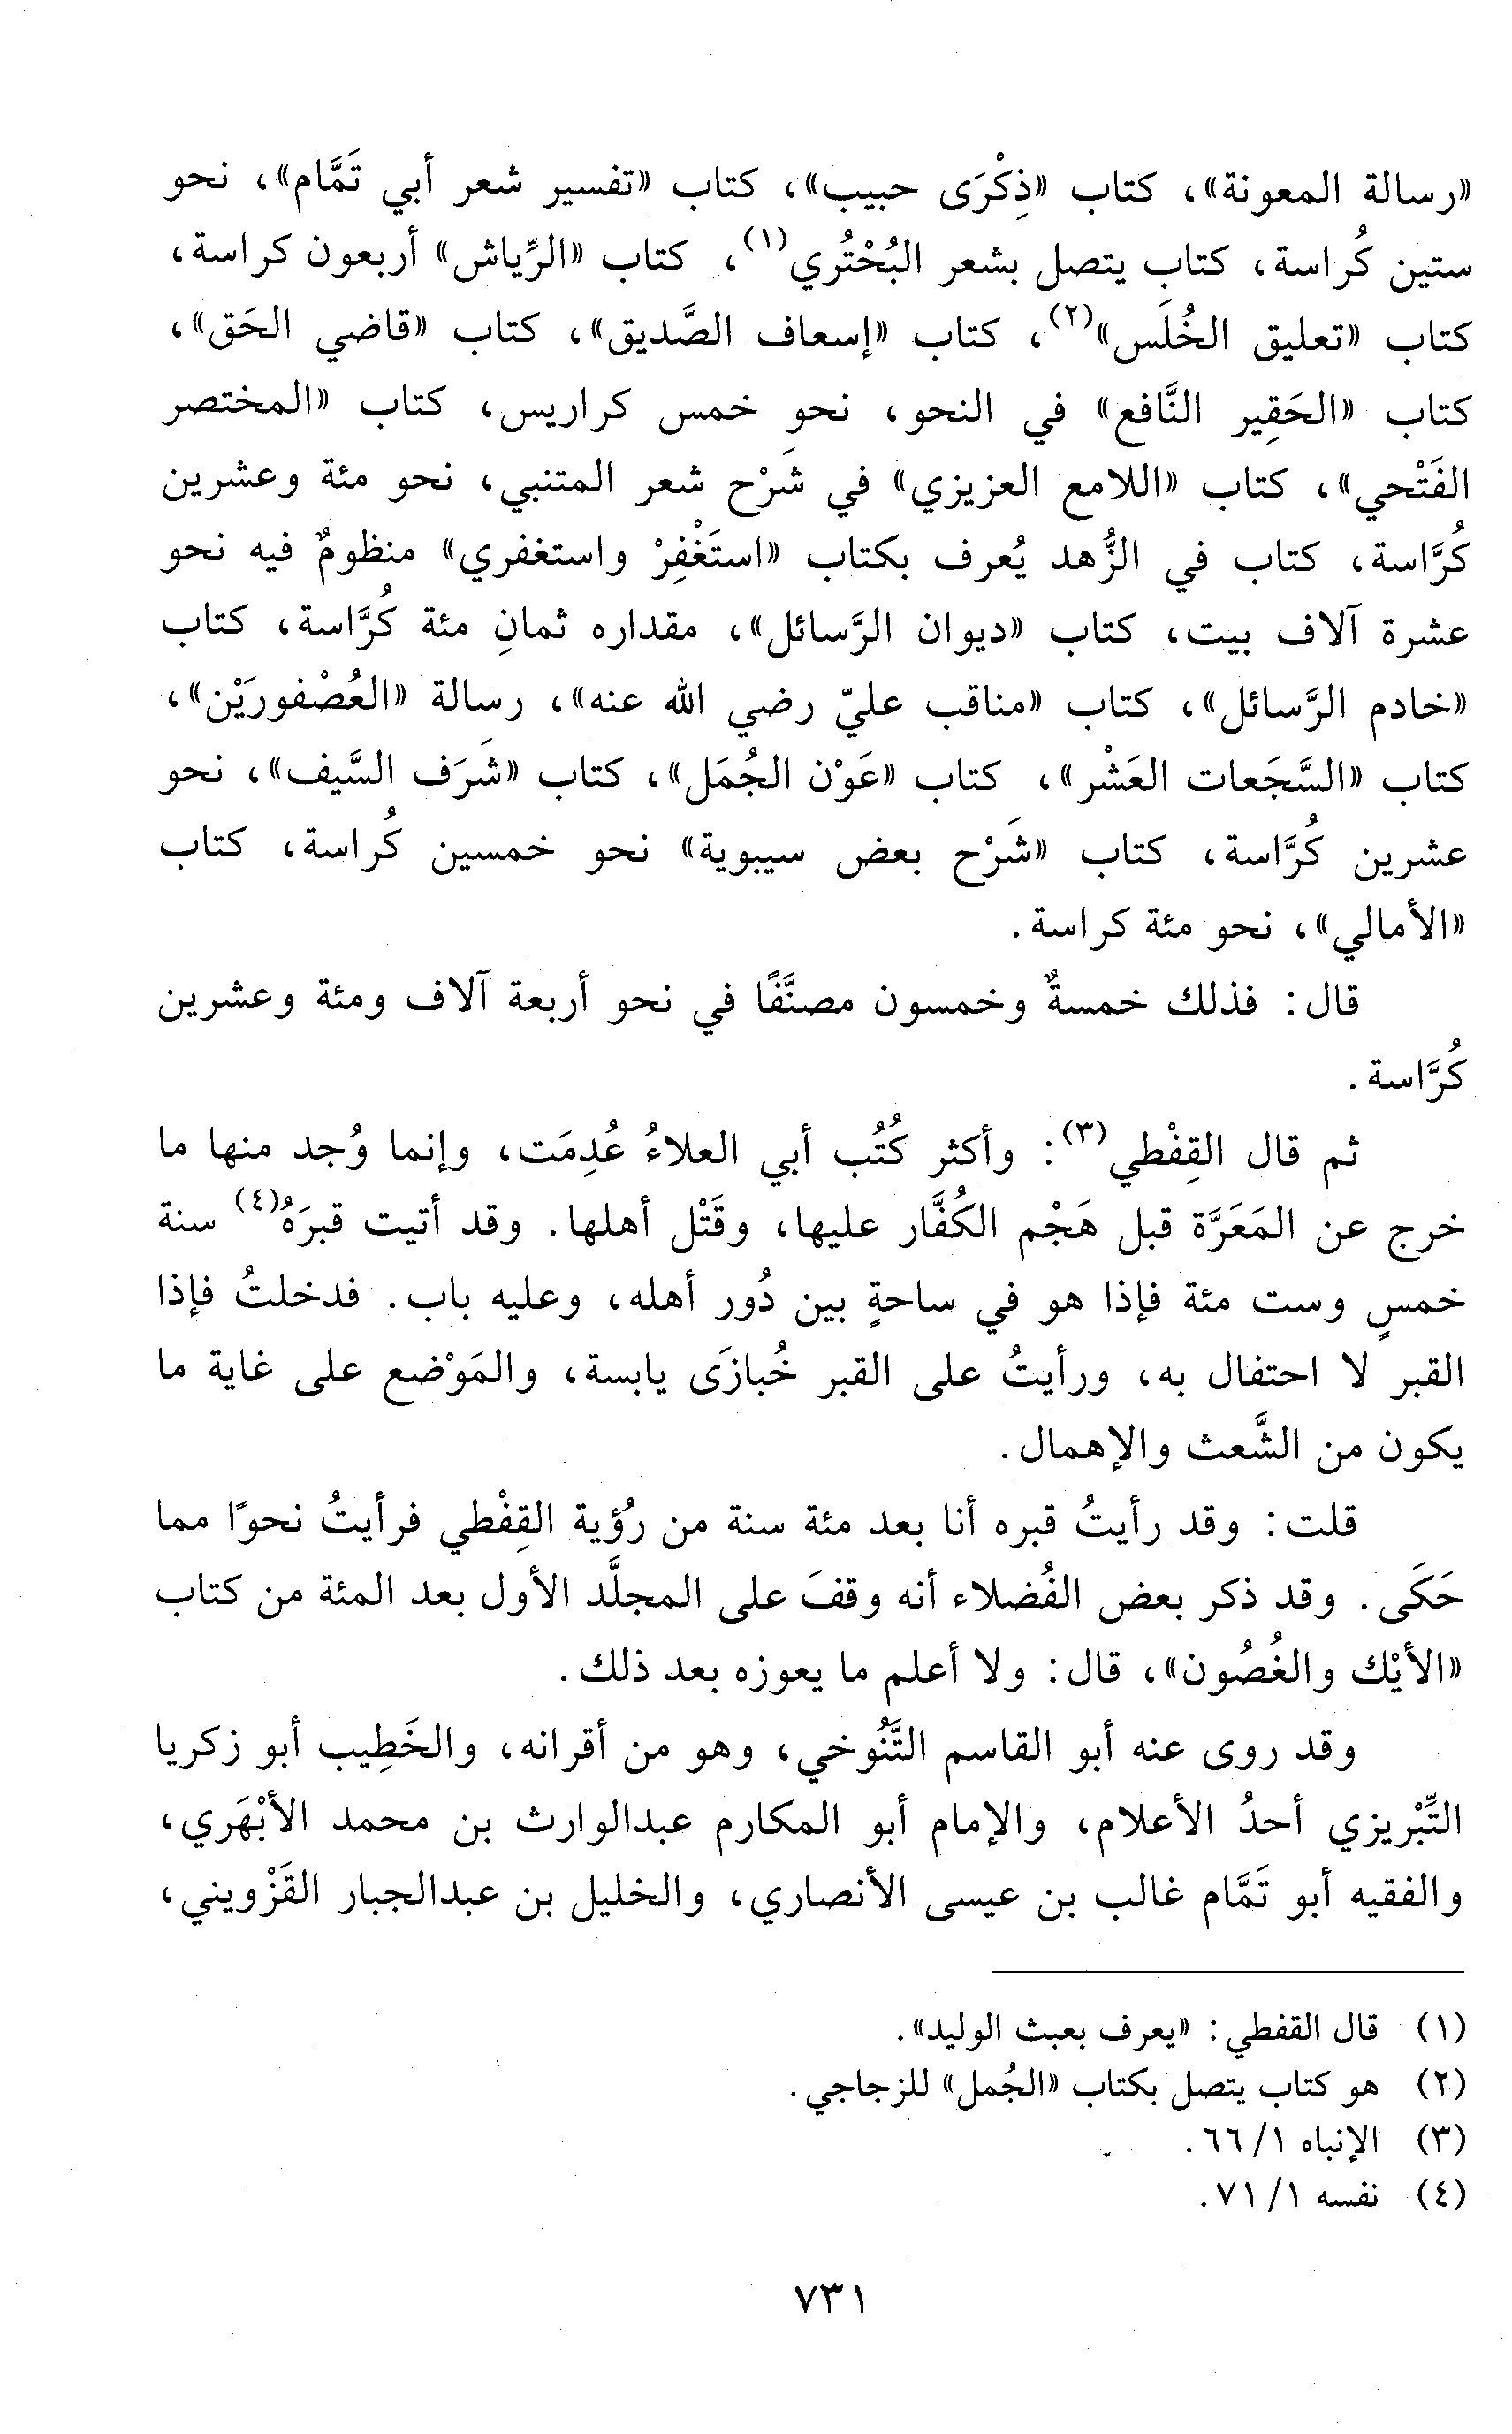 «رسالة المعونة»، كتاب «ذِكْرَى حبيب»، كتاب «تفسير شعر أبي تَمَّام»، نحو
ستين كُراسة، كتاب يتصل بشعر البُحْتُري(١)، كتاب «الرِّياش» أربعون كراسة،
كتاب «تعليق الخُلَس»(٢)، كتاب «إسعاف الصَّديق»، كتاب «قاضي الحَق»،
كتاب «الحَقِير النَّافع» في النحو، نحوِ خمس كراريس، كتاب «المختصر
الفَتْحي»، كتاب «اللامع العزيزي» في شَرْح شعر المتنبي، نحو مئة وعشرين
كُرَّاسة، كتاب في الزُّهد يُعرف بكتاب «استَغْفِرْ واستغفري» منظومٌ فيه نحو
عشرة آلاف بيت، كتاب «ديوان الرَّسائل»، مقداره ثمانِ مئة كُرَّاسة، كتاب
«خادم الرَّسائل»، كتاب «مناقب عليّ رضي الله عنه»، رسالة «العُصْفورَيْن»،
كتاب «السَّجَعات العَشْر»، كتاب «عَوْن الجُمَل»، كتاب «شَرَف السَّيف»، نحو
عشرين كُرَّاسة، كتاب «شَرْح بعض سيبوية» نحو خمسين كُراسة، كتاب
«الأمالي»، نحو مئة كراسة.
قال: فذلك خمسةٌ وخمسون مصنَّفًا في نحو أربعة آلاف ومئة وعشرين
كُرَّاسة.
ثم قال القِفْطي(٣): وأكثر كُتُب أبي العلاءُ عُدِمَت، وإنما وُجد منها ما
خرج عن المَعَرَّة قبل هَجْم الكُفَّار عليها، وقَتْل أهلها. وقد أتيت قبرَهُ(٤) سنة
خمسٍ وست مئة فإذا هو في ساحةٍ بين دُور أهله، وعليه باب. فدخلتُ فإذا
القبر لا احتفال به، ورأيتُ على القبر خُبازَى يابسة، والمَوْضع على غاية ما
يكون من الشَّعث والإهمال.
قلت: وقد رأيتُ قبره أنا بعد مئة سنة من رُؤية القِفْطي فرأيتُ نحوًا مما
حَكَى. وقد ذكر بعض الفُضلاء أنه وقفَ على المجلَّد الأول بعد المئة من كتاب
«الأيْك والغُصُون»، قال: ولا أعلم ما يعوزه بعد ذلك.
وقد روى عنه أبو القاسم التَّنُوخي، وهو من أقرانه، والخَطِيب أبو زكريا
التِّبْريزي أحدُ الأعلام، والإمام أبو المكارم عبدالوارث بن محمد الأبْهَري،
والفقيه أبو تَمَّام غالب بن عيسى الأنصاري، والخليل بن عبدالجبار القَزْويني،
(١) قال القفطي: «يعرف بعبث الوليد».
(٢) هو كتاب يتصل بكتاب «الجُمل» للزجاجي.
(٣) الإنباه ١/ ٦٦.
(٤) نفسه ١/ ٧١.
٧٣١